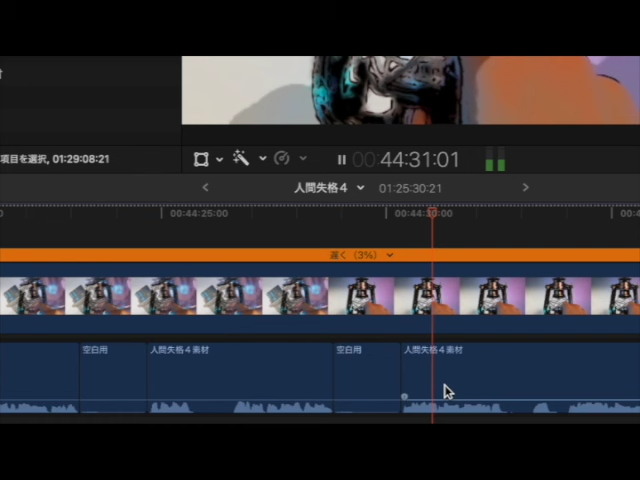 項目を選択, 01:29:08:21
00:44:31:01
人間失格４
01:25:30:21
00:44:25:00
00:44:30:00
遅く（3%）
空白用
人間失格４素材
空白用
人間失格４素材